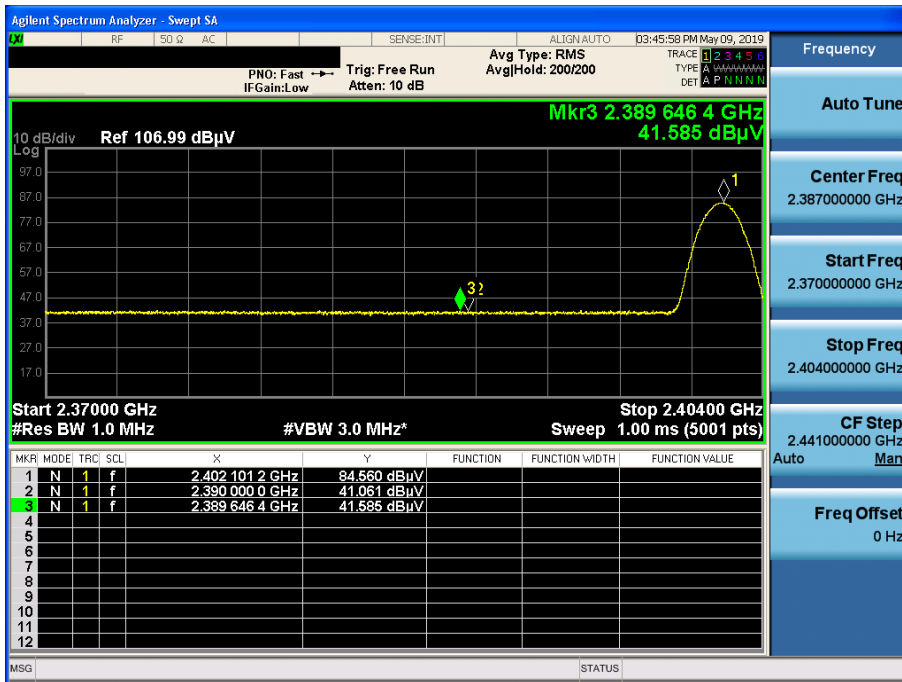 Agilent Spectrum Analyzer - Swept SA
LXI RF 50 Ω AC SENSE:INT ALIGN AUTO 03:45:58 PM May 09, 2019
PNO: Fast
IFGain:Low
Trig: Free Run
Atten: 10 dB
Avg Type: RMS
Avg|Hold: 200/200
TRACE 1 2 3 4 5 6
TYPE A WWWWW
DET A P N N N N
Mkr3 2.389 646 4 GHz
41.585 dBµV
10 dB/div Ref 106.99 dBµV
Log
97.0
87.0
77.0
67.0
57.0
47.0
37.0
27.0
17.0
1
3 2
Start 2.37000 GHz Stop 2.40400 GHz
#Res BW 1.0 MHz #VBW 3.0 MHz* Sweep 1.00 ms (5001 pts)
MKR MODE TRC SCL X Y FUNCTION FUNCTION WIDTH FUNCTION VALUE
1 N 1 f 2.402 101 2 GHz 84.560 dBµV
2 N 1 f 2.390 000 0 GHz 41.061 dBµV
3 N 1 f 2.389 646 4 GHz 41.585 dBµV
4
5
6
7
8
9
10
11
12
MSG STATUS
Frequency
Auto Tune
Center Freq
2.387000000 GHz
Start Freq
2.370000000 GHz
Stop Freq
2.404000000 GHz
CF Step
2.441000000 GHz
Auto Man
Freq Offset
0 Hz